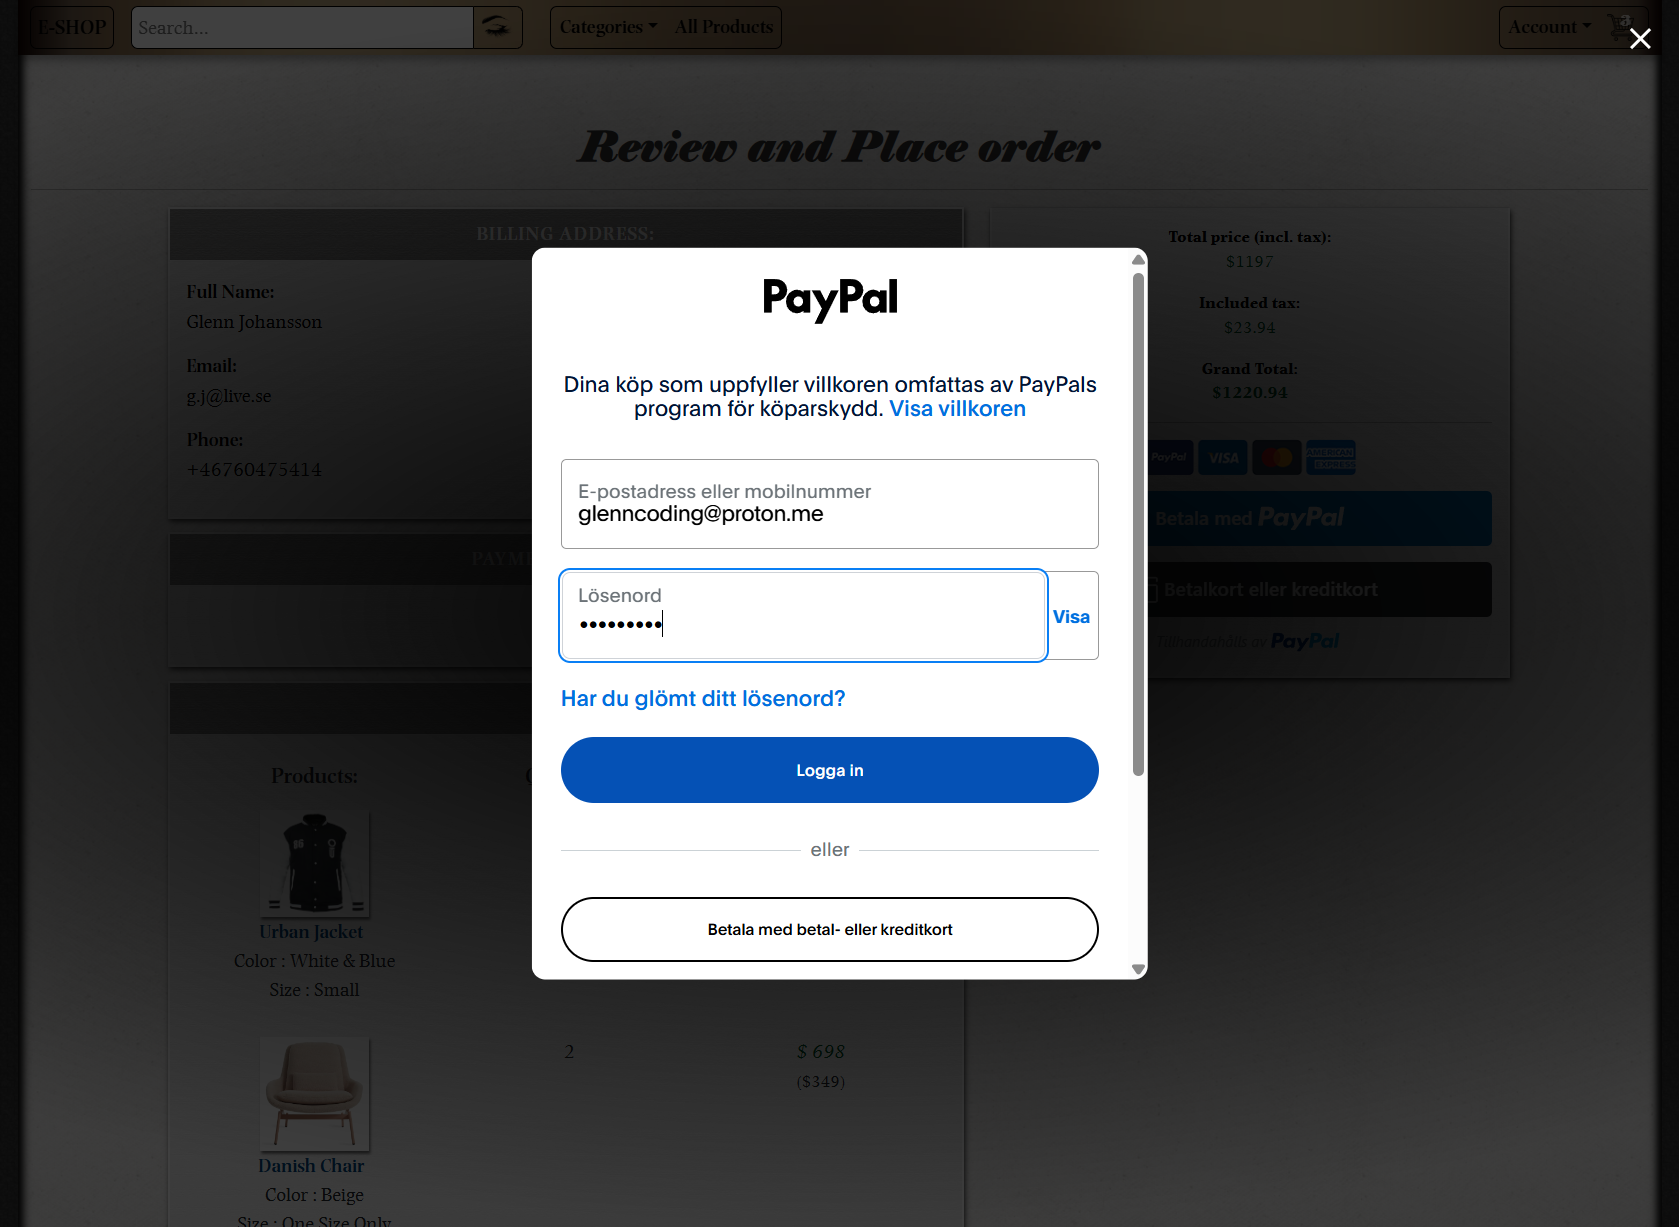 E-SHOP
Search...
Categories
All Products
Account
3
Review and Place order
BILLING ADDRESS:
Full Name:
Glenn Johansson
Email:
g.j@live.se
Phone:
+46760475414
Total price (incl. tax):
$1197
Included tax:
$23.94
Grand Total:
$1220.94
PayPal
VISA
AMERICAN
EXPRESS
Betala med PayPal
Betalkort eller kreditkort
Tillhandahålls av PayPal
PayPal
Dina köp som uppfyller villkoren omfattas av PayPals
program för köparskydd. Visa villkoren
E-postadress eller mobilnummer
glenncoding@proton.me
Lösenord
•••••••••
Visa
Har du glömt ditt lösenord?
Logga in
eller
Betala med betal- eller kreditkort
Products:
Urban Jacket
Color : White & Blue
Size : Small
2
$ 698
($349)
Danish Chair
Color : Beige
Size : One Size Only